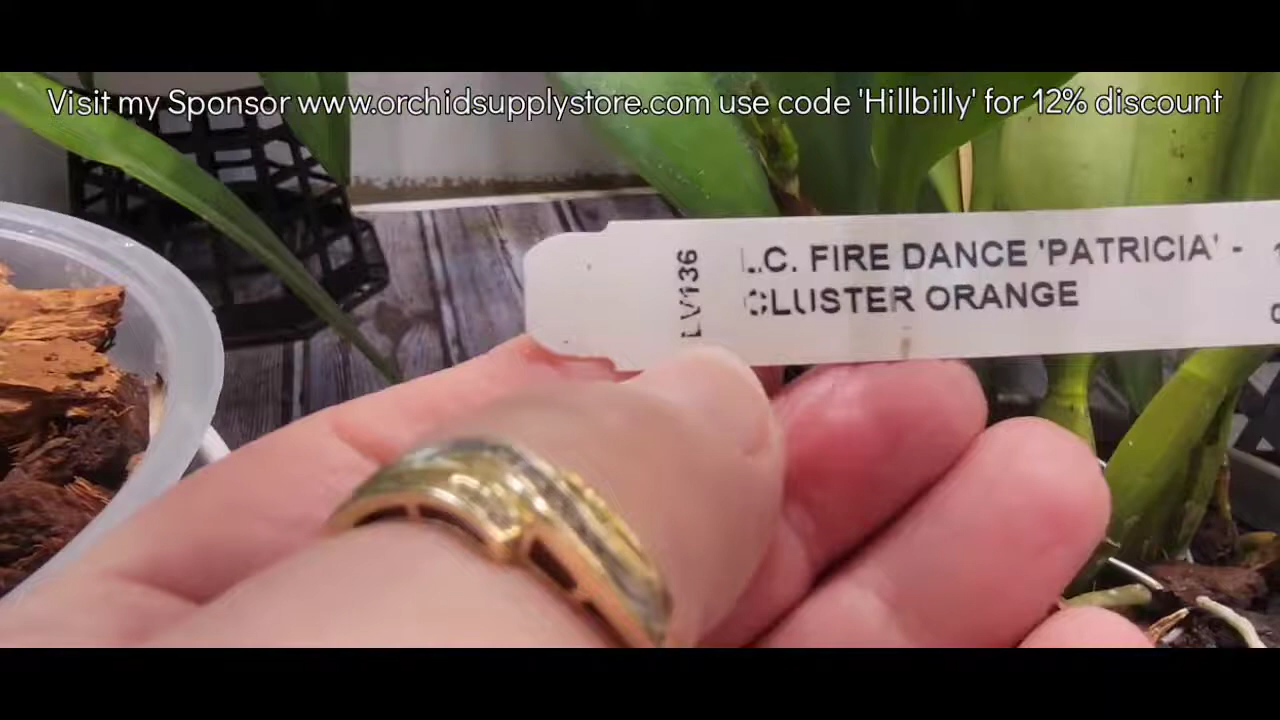 Visit my Sponsor www.orchidsupplystore.com use code 'Hillbilly' for 12% discount
LV136
L.C. FIRE DANCE 'PATRICIA' -
CLUSTER ORANGE